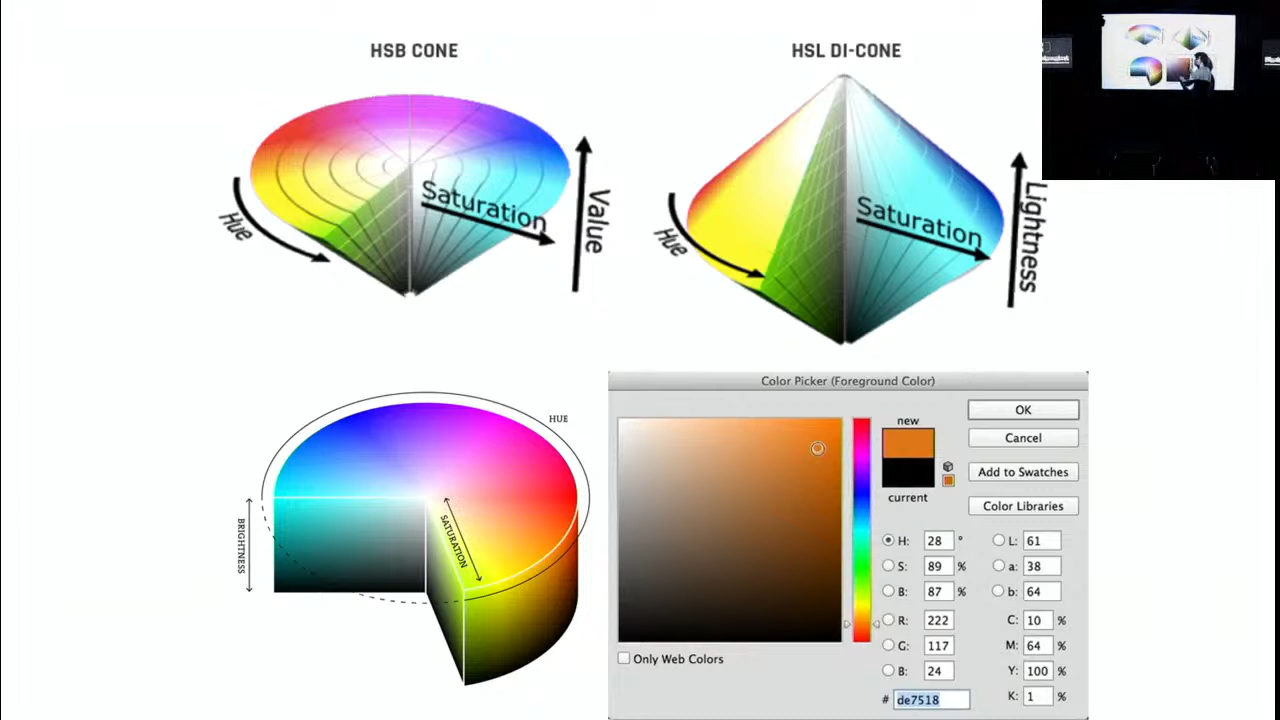 HSB CONE
Hue
Saturation
Value
HSL DI-CONE
Hue
Saturation
Lightness
HUE
BRIGHTNESS
SATURATION
Color Picker (Foreground Color)
new
current
OK
Cancel
Add to Swatches
Color Libraries
H: 28 °
S: 89 %
B: 87 %
R: 222
G: 117
B: 24
# de7518
L: 61
a: 38
b: 64
C: 10 %
M: 64 %
Y: 100 %
K: 1 %
Only Web Colors